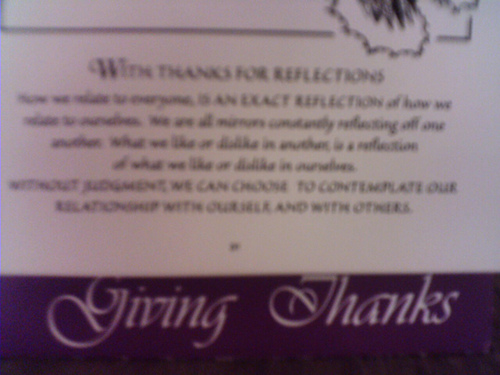 WITH THANKS FOR REFLECTIONS
How we relate to everyone, IS AN EXACT REFLECTION of how we
relate to ourselves. We are all mirrors constantly reflecting off one
another. What we like or dislike in another, is a reflection
of what we like or dislike in ourselves.
WITHOUT JUDGMENT, WE CAN CHOOSE TO CONTEMPLATE OUR
RELATIONSHIP WITH OURSELF, AND WITH OTHERS.
Giving Thanks